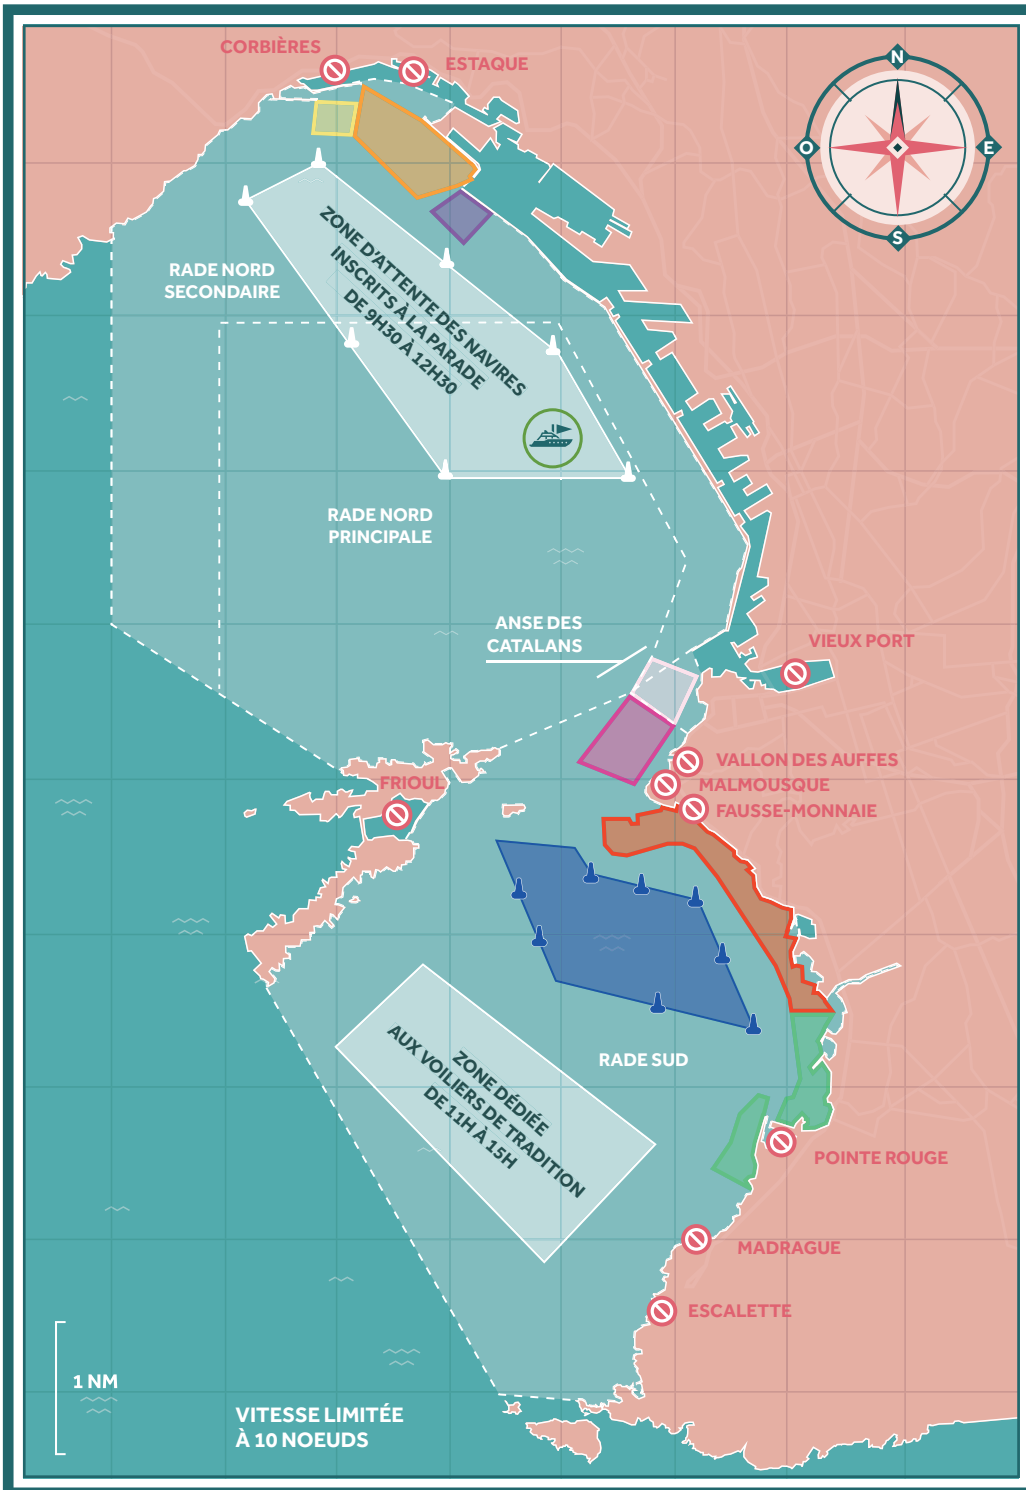 CORBIÈRES
ESTAQUE
N
O
E
S
ZONE D'ATTENTE DES NAVIRES
INSCRITS À LA PARADE
DE 9H30 À 12H30
RADE NORD
SECONDAIRE
RADE NORD
PRINCIPALE
ANSE DES
CATALANS
VIEUX PORT
VALLON DES AUFFES
MALMOUSQUE
FAUSSE-MONNAIE
FRIOUL
RADE SUD
ZONE DÉDIÉE
AUX VOILIERS DE TRADITION
DE 11H À 15H
POINTE ROUGE
MADRAGUE
ESCALETTE
1 NM
VITESSE LIMITÉE
À 10 NOEUDS